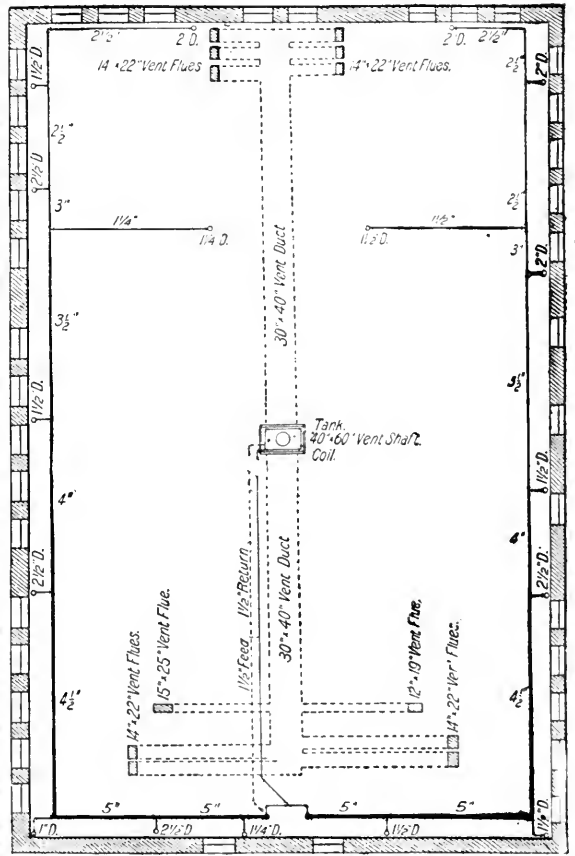 2½" 2 D. 2 D. 2½"
1½ D. 2½" 2" D.
14 × 22" Vent Flues 14" × 22" Vent Flues.
2½"
2½ D. 2½"
3" 1¼" 1½" 3"
1¼ D. 1½ D. 2" D.
30" × 40" Vent Duct
3½" 3½"
1½ D. Tank.
40" × 60" Vent Shaft.
Coil. 1½ D.
4" 4"
2½ D. 2½" D.
1½" Feed 1½" Return 30" × 40" Vent Duct
14" × 22" Vent Flues. 15" × 25" Vent Flue. 12" × 19" Vent Flue, 14" × 22" Ver' Flues.
4½" 4½"
5" 5" 5" 5"
1" D. 2½ D. 1¼ D. 1½ D. 1½" D.